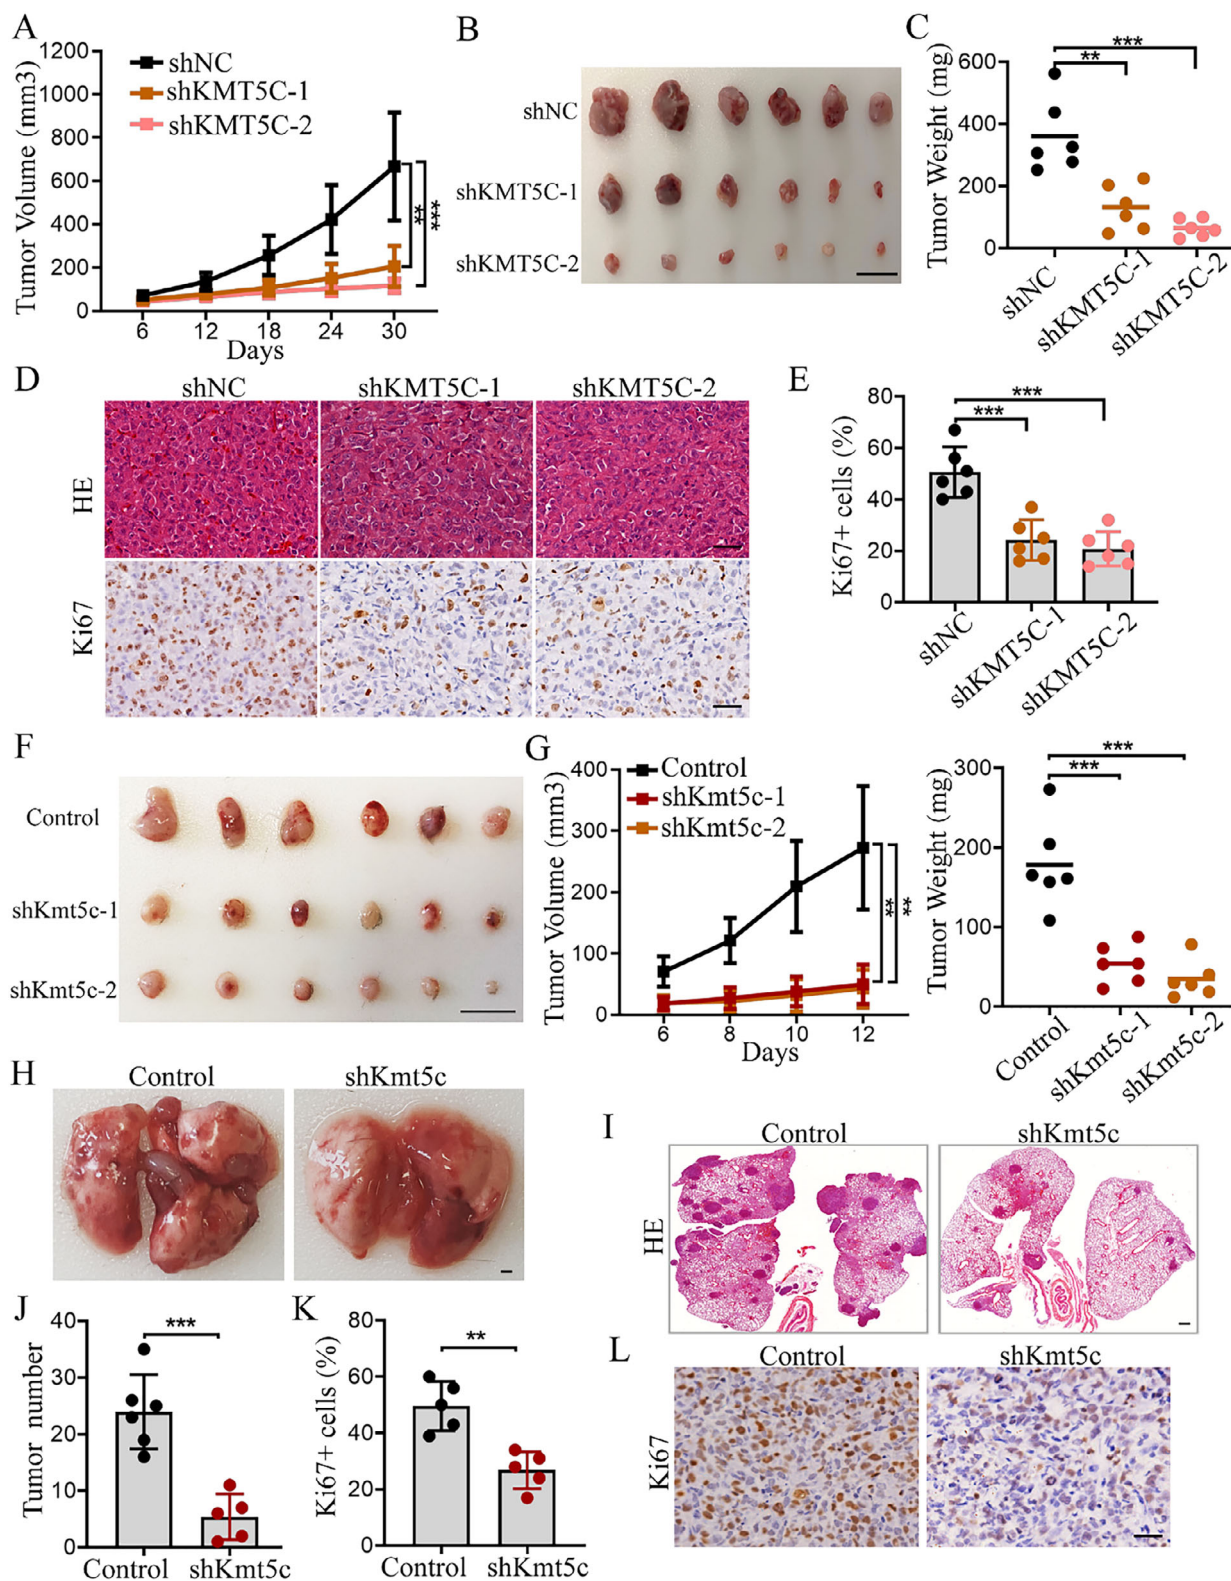 A
1200
1000
800
600
400
200
0
Tumor Volume (mm3)
shNC
shKMT5C-1
shKMT5C-2
6 12 18 24 30
Days
**
***
B
shNC
shKMT5C-1
shKMT5C-2
C
***
**
600
400
200
0
Tumor Weight (mg)
shNC
shKMT5C-1
shKMT5C-2
D
shNC shKMT5C-1 shKMT5C-2
HE
Ki67
E
80
60
40
20
0
Ki67+ cells (%)
***
***
shNC
shKMT5C-1
shKMT5C-2
F
Control
shKmt5c-1
shKmt5c-2
G
400
300
200
100
0
Tumor Volume (mm3)
Control
shKmt5c-1
shKmt5c-2
6 8 10 12
Days
**
**
***
***
300
200
100
0
Tumor Weight (mg)
Control
shKmt5c-1
shKmt5c-2
H
Control shKmt5c
I
Control shKmt5c
HE
J
40
30
20
10
0
Tumor number
***
Control shKmt5c
K
80
60
40
20
0
Ki67+ cells (%)
**
Control shKmt5c
L
Control shKmt5c
Ki67